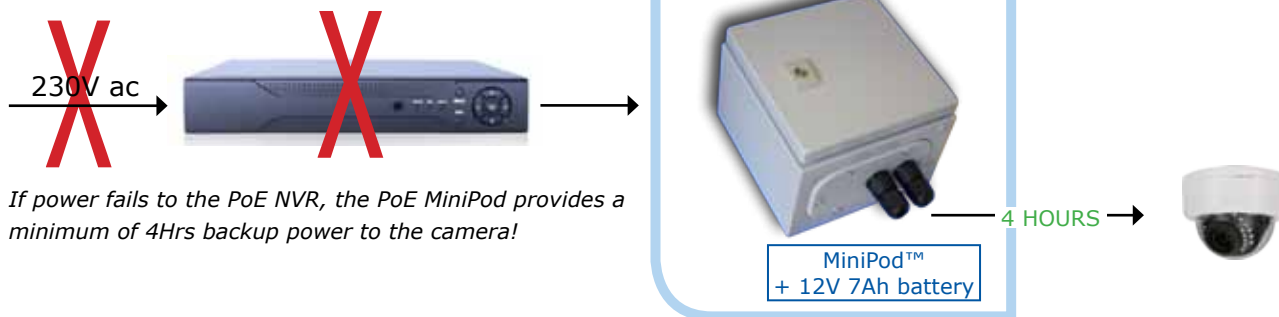 230V ac
If power fails to the PoE NVR, the PoE MiniPod provides a
minimum of 4Hrs backup power to the camera!
4 HOURS
MiniPod™
+ 12V 7Ah battery